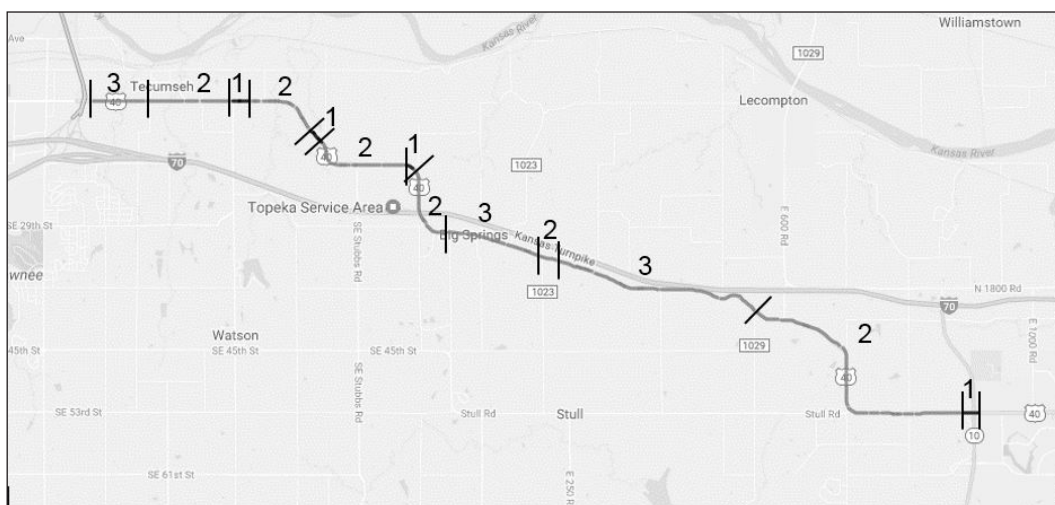 Williamstown
Ave
Kansas River
1029
3
Tecumseh
2
1
2
40
Lecompton
1
Kansas River
70
40
2
1
1023
40
Topeka Service Area
E 600 Rd
SE 29th St
2
3
2
Big Springs
Kansas Turnpike
SE Stubbs Rd
wnee
3
1023
N 1800 Rd
70
Watson
E 1000 Rd
45th St
SE 45th St
SE 45th St
1029
2
SE Stubbs Rd
40
1
SE 53rd St
Stull Rd
Stull
Stull Rd
40
10
SE 61st St
E 250 R